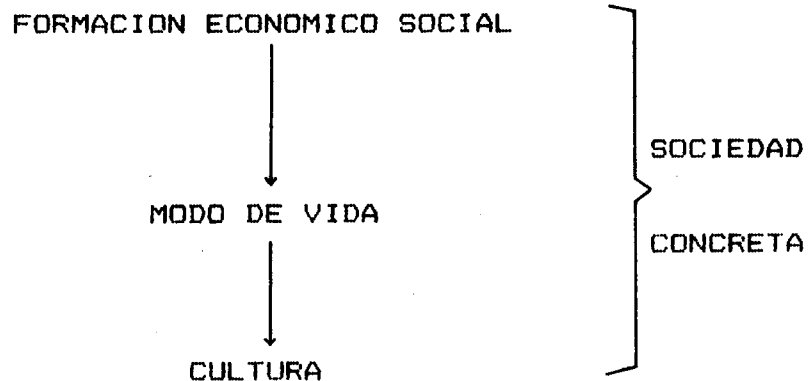 FORMACION ECONOMICO SOCIAL
SOCIEDAD
MODO DE VIDA
CONCRETA
CULTURA